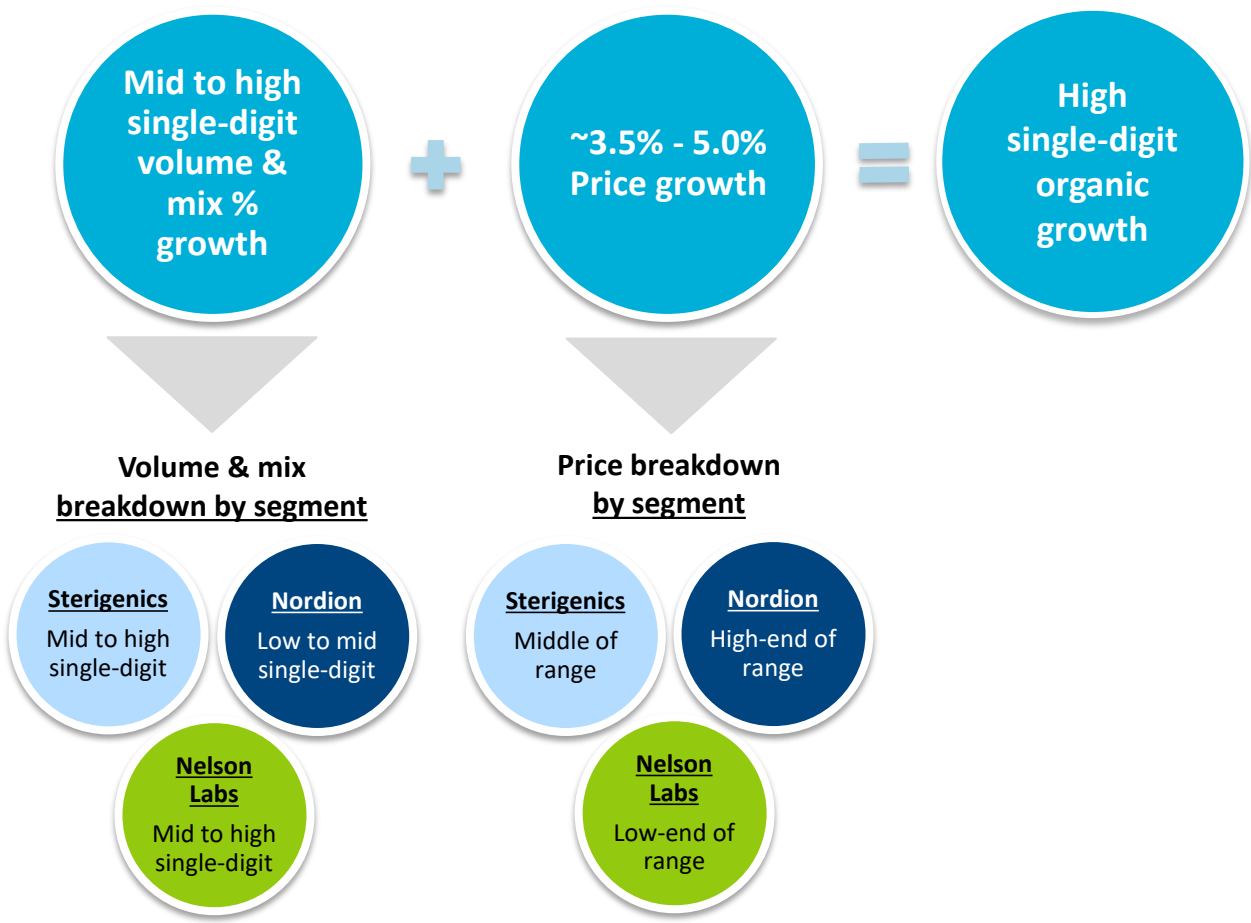 Mid to high
single-digit
volume &
mix %
growth
+
~3.5% - 5.0%
Price growth
=
High
single-digit
organic
growth
Volume & mix
breakdown by segment
Sterigenics
Mid to high
single-digit
Nordion
Low to mid
single-digit
Nelson
Labs
Mid to high
single-digit
Price breakdown
by segment
Sterigenics
Middle of
range
Nordion
High-end of
range
Nelson
Labs
Low-end of
range